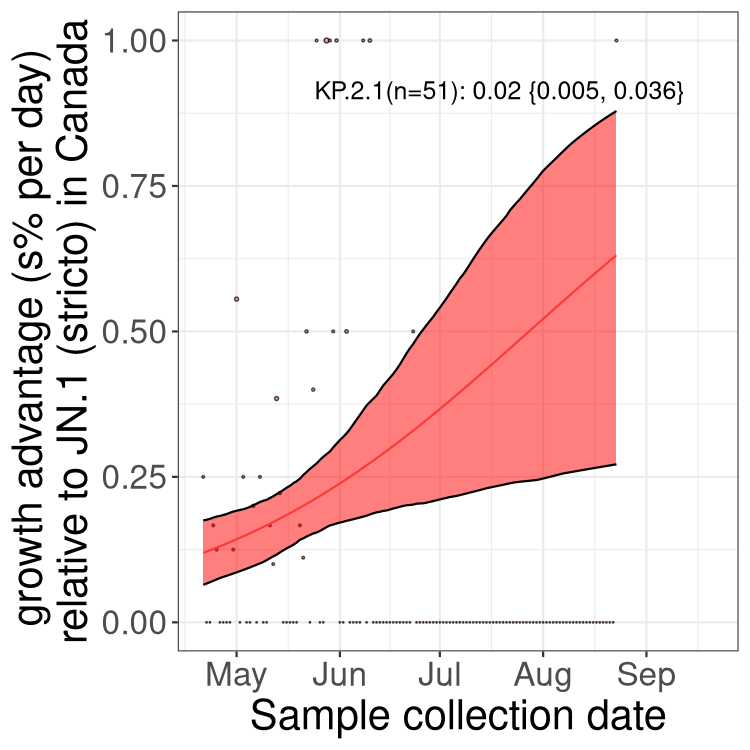 growth advantage (s% per day)
relative to JN.1 (stricto) in Canada
1.00
0.75
0.50
0.25
0.00
KP.2.1(n=51): 0.02 {0.005, 0.036}
May Jun Jul Aug Sep
Sample collection date